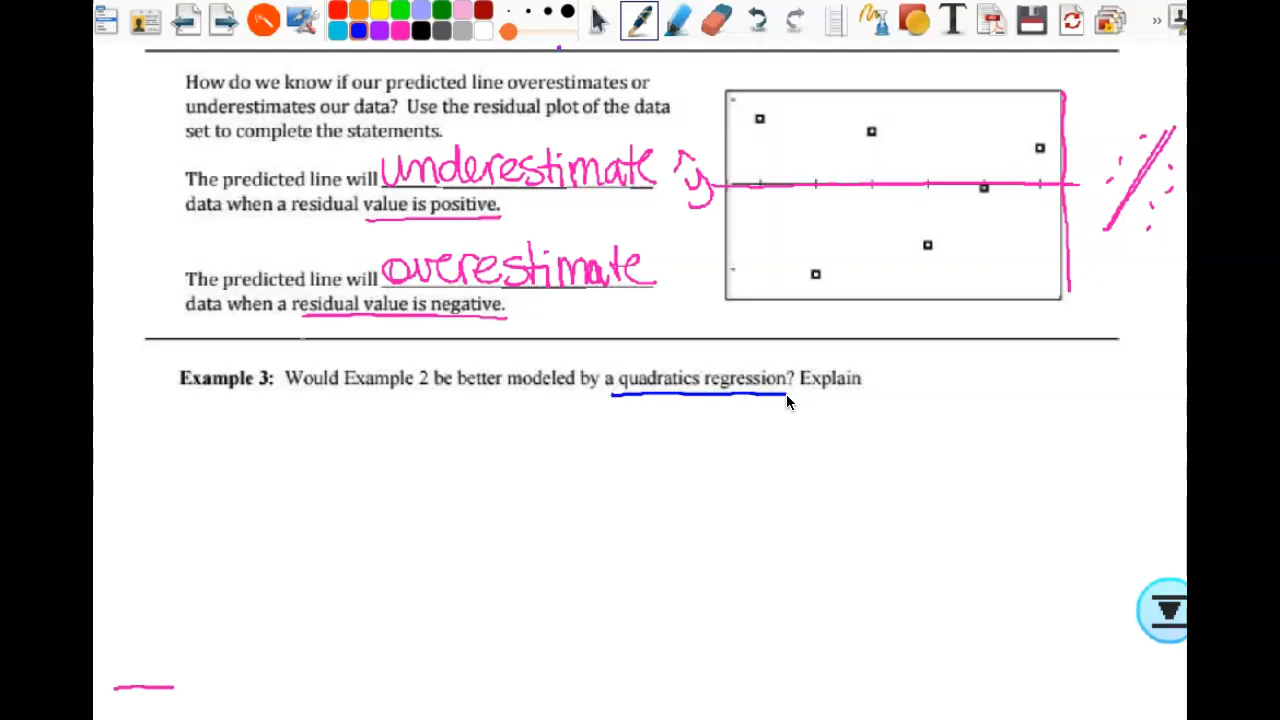 How do we know if our predicted line overestimates or
underestimates our data? Use the residual plot of the data
set to complete the statements.
The predicted line will underestimate
data when a residual value is positive.
ŷ
The predicted line will overestimate
data when a residual value is negative.
Example 3: Would Example 2 be better modeled by a quadratics regression? Explain